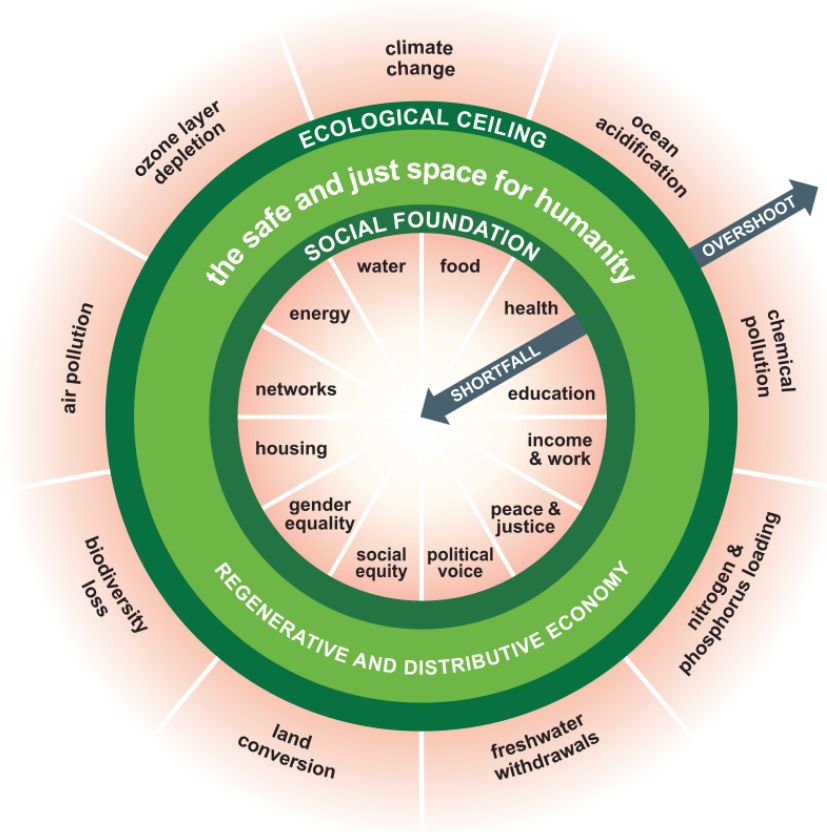 climate
change
ocean
acidification
OVERSHOOT
chemical
pollution
nitrogen &
phosphorus loading
freshwater
withdrawals
land
conversion
biodiversity
loss
air pollution
ozone layer
depletion
ECOLOGICAL CEILING
the safe and just space for humanity
SOCIAL FOUNDATION
water
food
health
SHORTFALL
education
income
& work
peace &
justice
political
voice
social
equity
gender
equality
housing
networks
energy
REGENERATIVE AND DISTRIBUTIVE ECONOMY